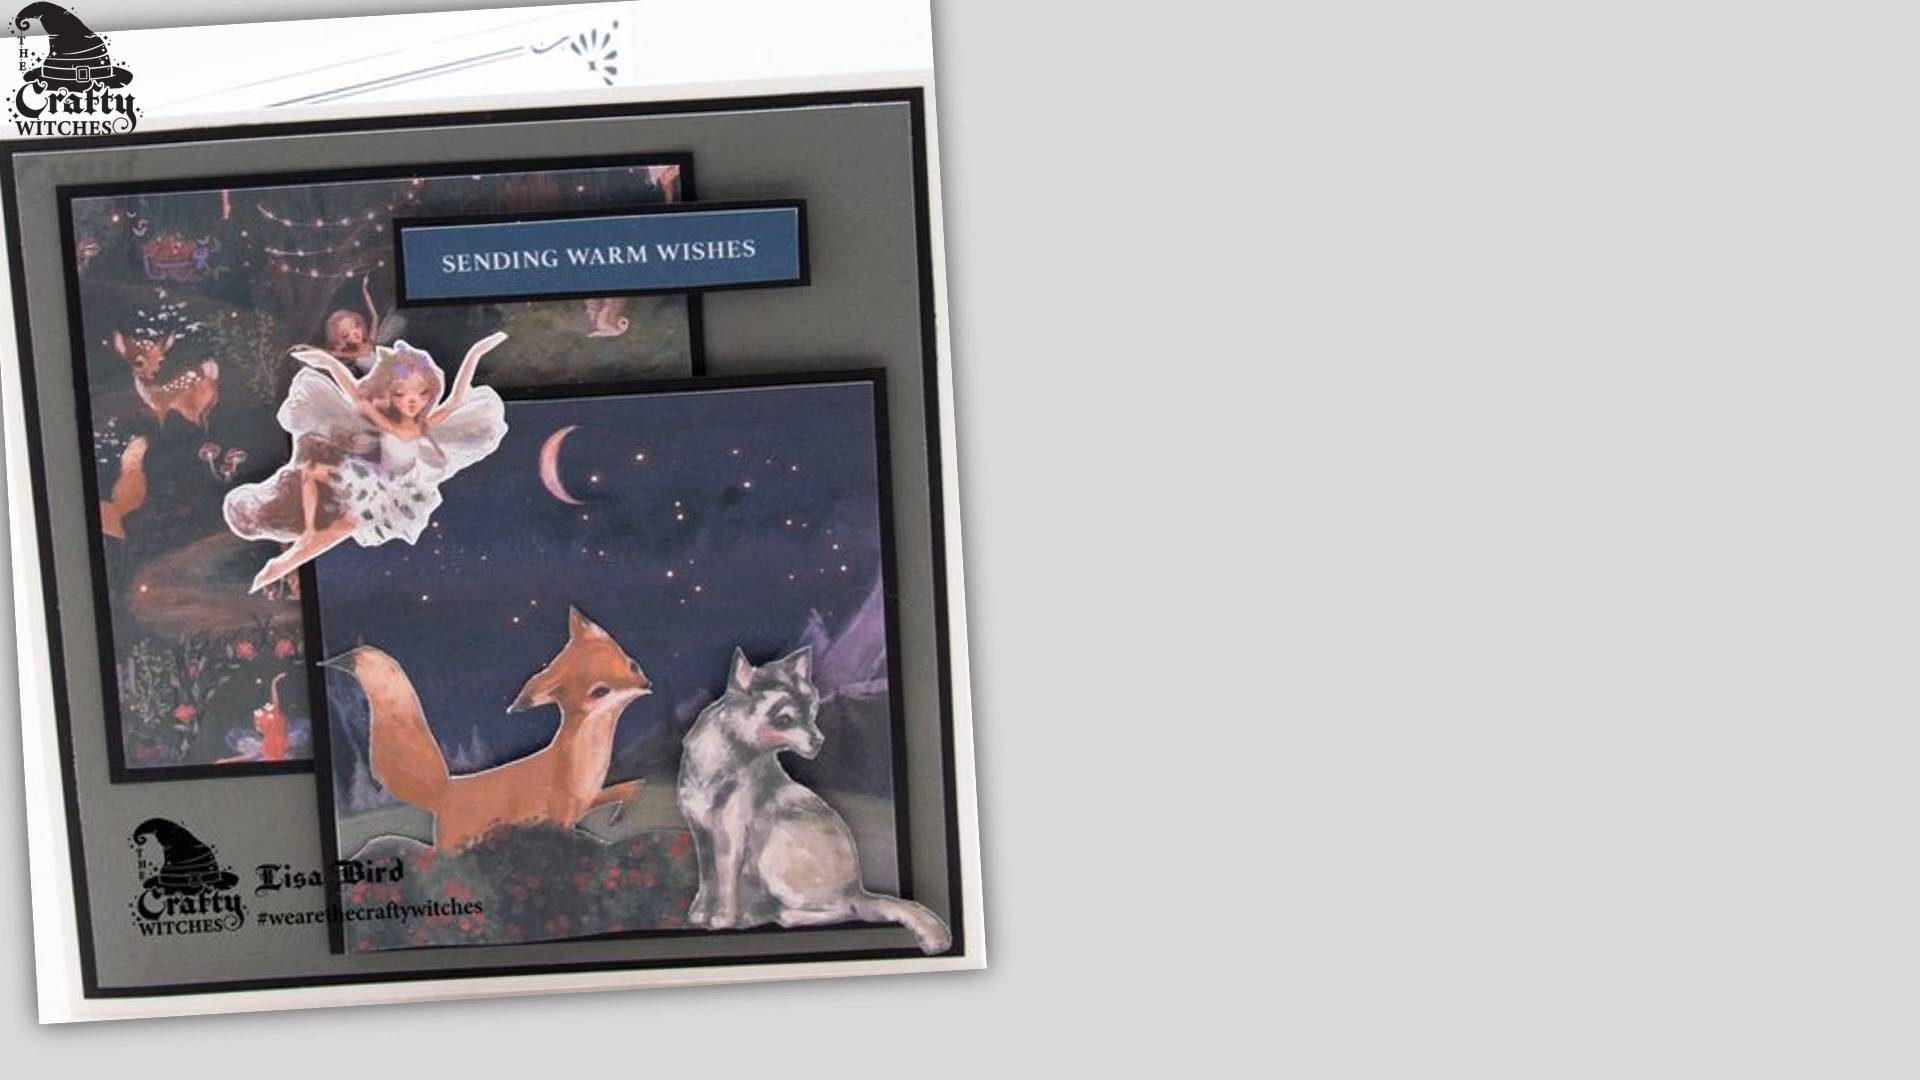 THE
Crafty
WITCHES
SENDING WARM WISHES
THE
Crafty
WITCHES
Lisa Bird
#wearethecraftywitches